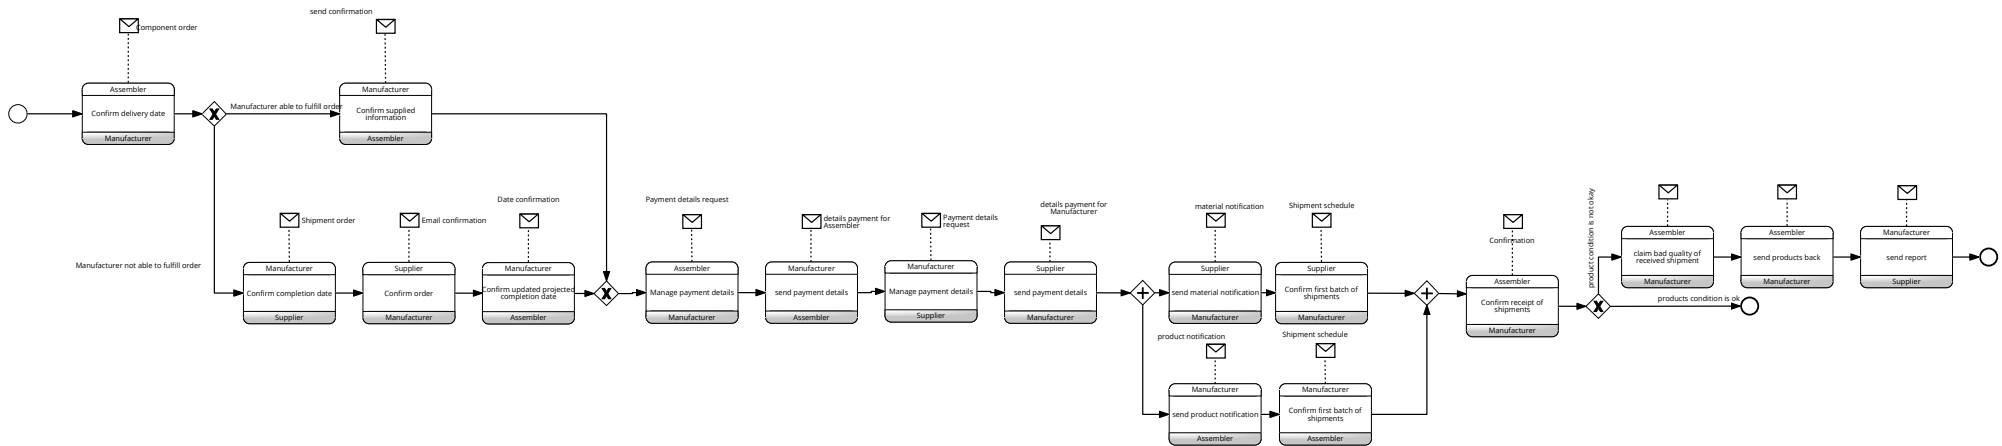 send confirmation
Component order
Assembler
Confirm delivery date
Manufacturer
Manufacturer able to fulfill order
Manufacturer
Confirm supplied
information
Assembler
Manufacturer not able to fulfill order
Shipment order
Manufacturer
Confirm completion date
Supplier
Email confirmation
Supplier
Confirm order
Manufacturer
Date confirmation
Manufacturer
Confirm updated projected
completion date
Assembler
Payment details request
Assembler
Manage payment details
Manufacturer
details payment for
Assembler
Manufacturer
send payment details
Assembler
Payment details
request
Manufacturer
Manage payment details
Supplier
details payment for
Manufacturer
Supplier
send payment details
Manufacturer
material notification
Supplier
send material notification
Manufacturer
Shipment schedule
Supplier
Confirm first batch of
shipments
Manufacturer
product notification
Manufacturer
send product notification
Assembler
Shipment schedule
Manufacturer
Confirm first batch of
shipments
Assembler
Confirmation
Assembler
Confirm receipt of
shipments
Manufacturer
product condition is not okay
Assembler
claim bad quality of
received shipment
Manufacturer
Assembler
send products back
Manufacturer
Manufacturer
send report
Supplier
products condition is ok